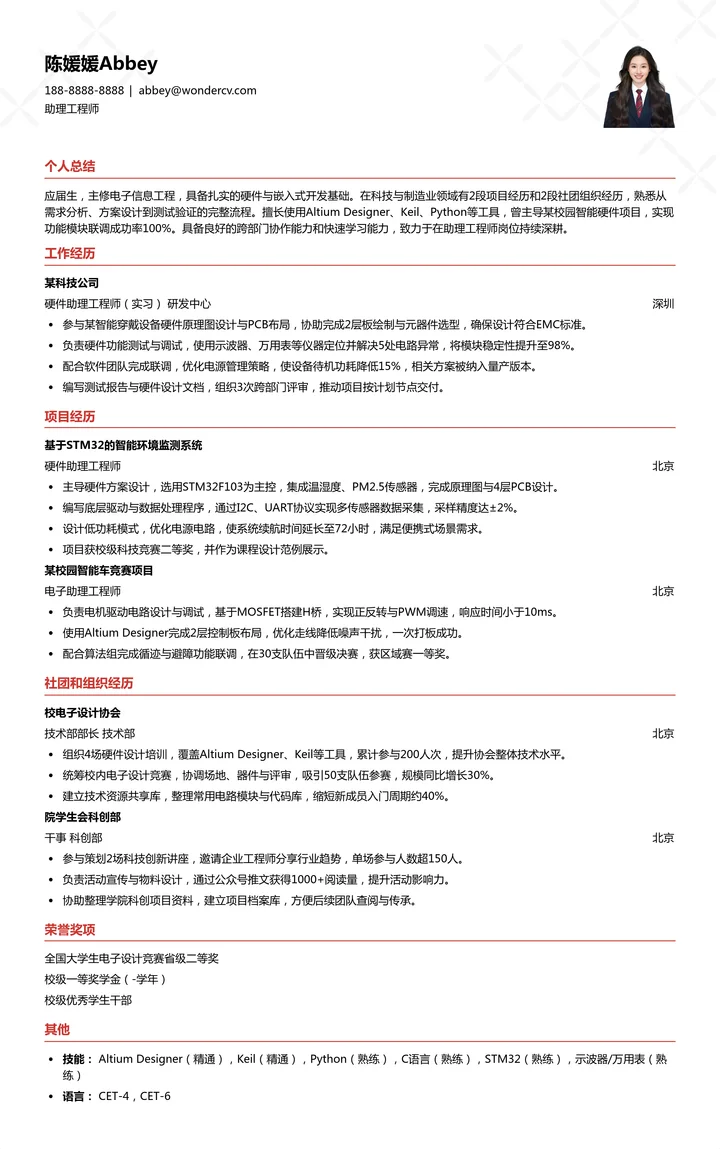 陈媛媛Abbey
188-8888-8888 | abbey@wondercv.com
助理工程师
个人总结
应届生，主修电子信息工程，具备扎实的硬件与嵌入式开发基础。在科技与制造业领域有2段项目经历和2段社团组织经历，熟悉从
需求分析、方案设计到测试验证的完整流程。擅长使用Altium Designer、Keil、Python等工具，曾主导某校园智能硬件项目，实现
功能模块联调成功率100%。具备良好的跨部门协作能力和快速学习能力，致力于在助理工程师岗位持续深耕。
工作经历
某科技公司
硬件助理工程师（实习） 研发中心 深圳
• 参与某智能穿戴设备硬件原理图设计与PCB布局，协助完成2层板绘制与元器件选型，确保设计符合EMC标准。
• 负责硬件功能测试与调试，使用示波器、万用表等仪器定位并解决5处电路异常，将模块稳定性提升至98%。
• 配合软件团队完成联调，优化电源管理策略，使设备待机功耗降低15%，相关方案被纳入量产版本。
• 编写测试报告与硬件设计文档，组织3次跨部门评审，推动项目按计划节点交付。
项目经历
基于STM32的智能环境监测系统
硬件助理工程师 北京
• 主导硬件方案设计，选用STM32F103为主控，集成温湿度、PM2.5传感器，完成原理图与4层PCB设计。
• 编写底层驱动与数据处理程序，通过I2C、UART协议实现多传感器数据采集，采样精度达±2%。
• 设计低功耗模式，优化电源电路，使系统续航时间延长至72小时，满足便携式场景需求。
• 项目获校级科技竞赛二等奖，并作为课程设计范例展示。
某校园智能车竞赛项目
电子助理工程师 北京
• 负责电机驱动电路设计与调试，基于MOSFET搭建H桥，实现正反转与PWM调速，响应时间小于10ms。
• 使用Altium Designer完成2层控制板布局，优化走线降低噪声干扰，一次打板成功。
• 配合算法组完成循迹与避障功能联调，在30支队伍中晋级决赛，获区域赛一等奖。
社团和组织经历
校电子设计协会
技术部部长 技术部 北京
• 组织4场硬件设计培训，覆盖Altium Designer、Keil等工具，累计参与200人次，提升协会整体技术水平。
• 统筹校内电子设计竞赛，协调场地、器件与评审，吸引50支队伍参赛，规模同比增长30%。
• 建立技术资源共享库，整理常用电路模块与代码库，缩短新成员入门周期约40%。
院学生会科创部
干事 科创部 北京
• 参与策划2场科技创新讲座，邀请企业工程师分享行业趋势，单场参与人数超150人。
• 负责活动宣传与物料设计，通过公众号推文获得1000+阅读量，提升活动影响力。
• 协助整理学院科创项目资料，建立项目档案库，方便后续团队查阅与传承。
荣誉奖项
全国大学生电子设计竞赛省级二等奖
校级一等奖学金（-学年）
校级优秀学生干部
其他
• 技能： Altium Designer（精通），Keil（精通），Python（熟练），C语言（熟练），STM32（熟练），示波器/万用表（熟
练）
• 语言： CET-4，CET-6